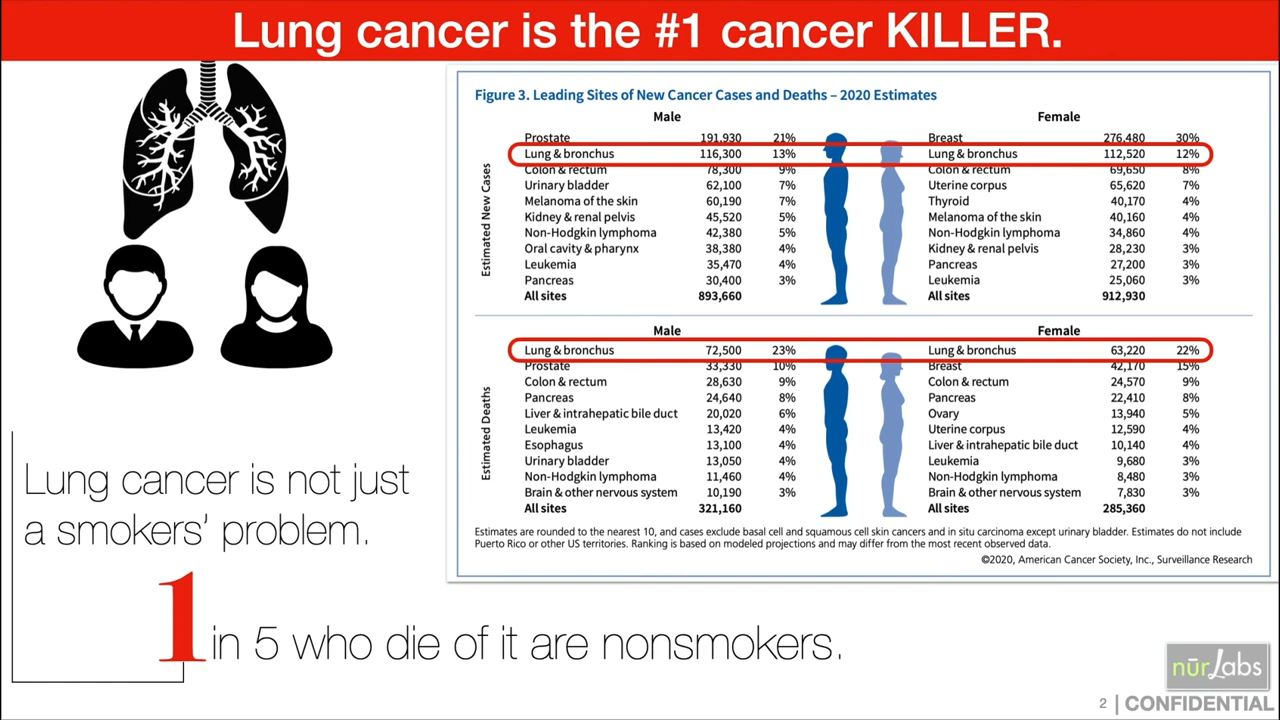 Lung cancer is the #1 cancer KILLER.
Figure 3. Leading Sites of New Cancer Cases and Deaths – 2020 Estimates
Male Female
Estimated New Cases
Prostate 191,930 21% Breast 276,480 30%
Lung & bronchus 116,300 13% Lung & bronchus 112,520 12%
Colon & rectum 78,300 9% Colon & rectum 69,650 8%
Urinary bladder 62,100 7% Uterine corpus 65,620 7%
Melanoma of the skin 60,190 7% Thyroid 40,170 4%
Kidney & renal pelvis 45,520 5% Melanoma of the skin 40,160 4%
Non-Hodgkin lymphoma 42,380 5% Non-Hodgkin lymphoma 34,860 4%
Oral cavity & pharynx 38,380 4% Kidney & renal pelvis 28,230 3%
Leukemia 35,470 4% Pancreas 27,200 3%
Pancreas 30,400 3% Leukemia 25,060 3%
All sites 893,660 All sites 912,930
Male Female
Estimated Deaths
Lung & bronchus 72,500 23% Lung & bronchus 63,220 22%
Prostate 33,330 10% Breast 42,170 15%
Colon & rectum 28,630 9% Colon & rectum 24,570 9%
Pancreas 24,640 8% Pancreas 22,410 8%
Liver & intrahepatic bile duct 20,020 6% Ovary 13,940 5%
Leukemia 13,420 4% Uterine corpus 12,590 4%
Esophagus 13,100 4% Liver & intrahepatic bile duct 10,140 4%
Urinary bladder 13,050 4% Leukemia 9,680 3%
Non-Hodgkin lymphoma 11,460 4% Non-Hodgkin lymphoma 8,480 3%
Brain & other nervous system 10,190 3% Brain & other nervous system 7,830 3%
All sites 321,160 All sites 285,360
Estimates are rounded to the nearest 10, and cases exclude basal cell and squamous cell skin cancers and in situ carcinoma except urinary bladder. Estimates do not include
Puerto Rico or other US territories. Ranking is based on modeled projections and may differ from the most recent observed data.
©2020, American Cancer Society, Inc., Surveillance Research
Lung cancer is not just
a smokers’ problem.
1 in 5 who die of it are nonsmokers.
nūrLabs
2 | CONFIDENTIAL